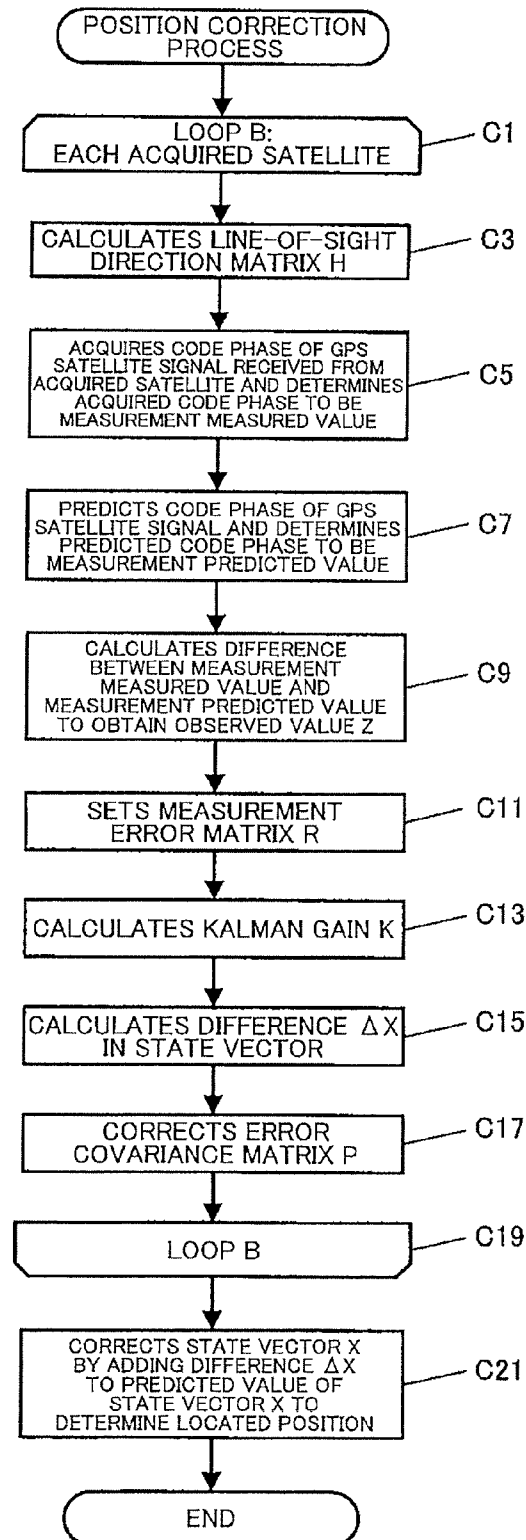 POSITION CORRECTION
PROCESS
LOOP B:
EACH ACQUIRED SATELLITE
C1
CALCULATES LINE-OF-SIGHT
DIRECTION MATRIX H
C3
ACQUIRES CODE PHASE OF GPS
SATELLITE SIGNAL RECEIVED FROM
ACQUIRED SATELLITE AND DETERMINES
ACQUIRED CODE PHASE TO BE
MEASUREMENT MEASURED VALUE
C5
PREDICTS CODE PHASE OF GPS
SATELLITE SIGNAL AND DETERMINES
PREDICTED CODE PHASE TO BE
MEASUREMENT PREDICTED VALUE
C7
CALCULATES DIFFERENCE
BETWEEN MEASUREMENT
MEASURED VALUE AND
MEASUREMENT PREDICTED VALUE
TO OBTAIN OBSERVED VALUE Z
C9
SETS MEASUREMENT
ERROR MATRIX R
C11
CALCULATES KALMAN GAIN K
C13
CALCULATES DIFFERENCE ΔX
IN STATE VECTOR
C15
CORRECTS ERROR
COVARIANCE MATRIX P
C17
LOOP B
C19
CORRECTS STATE VECTOR X
BY ADDING DIFFERENCE ΔX
TO PREDICTED VALUE OF
STATE VECTOR X TO
DETERMINE LOCATED POSITION
C21
END